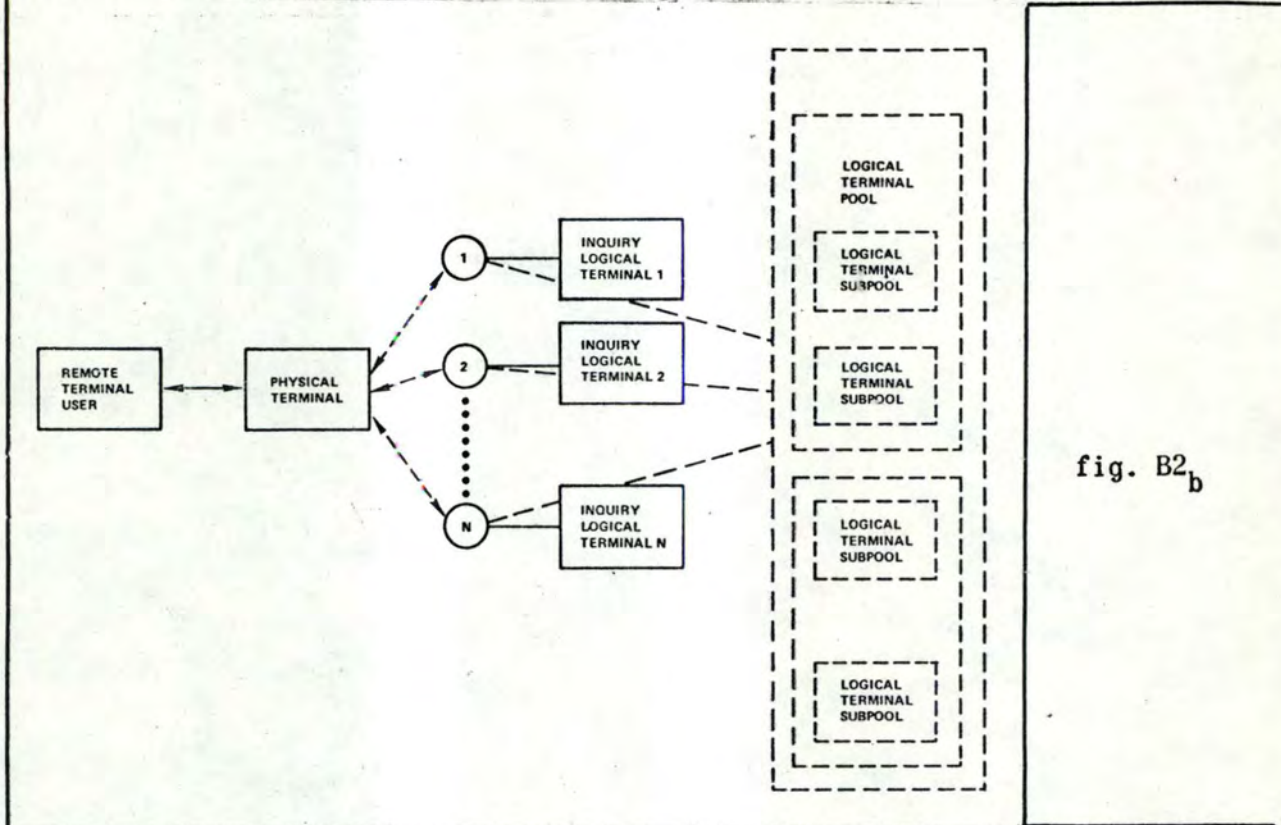 REMOTE
TERMINAL
USER
PHYSICAL
TERMINAL
1
2
N
INQUIRY
LOGICAL
TERMINAL 1
INQUIRY
LOGICAL
TERMINAL 2
INQUIRY
LOGICAL
TERMINAL N
LOGICAL
TERMINAL
POOL
LOGICAL
TERMINAL
SUBPOOL
LOGICAL
TERMINAL
SUBPOOL
LOGICAL
TERMINAL
SUBPOOL
LOGICAL
TERMINAL
SUBPOOL
fig. B2b